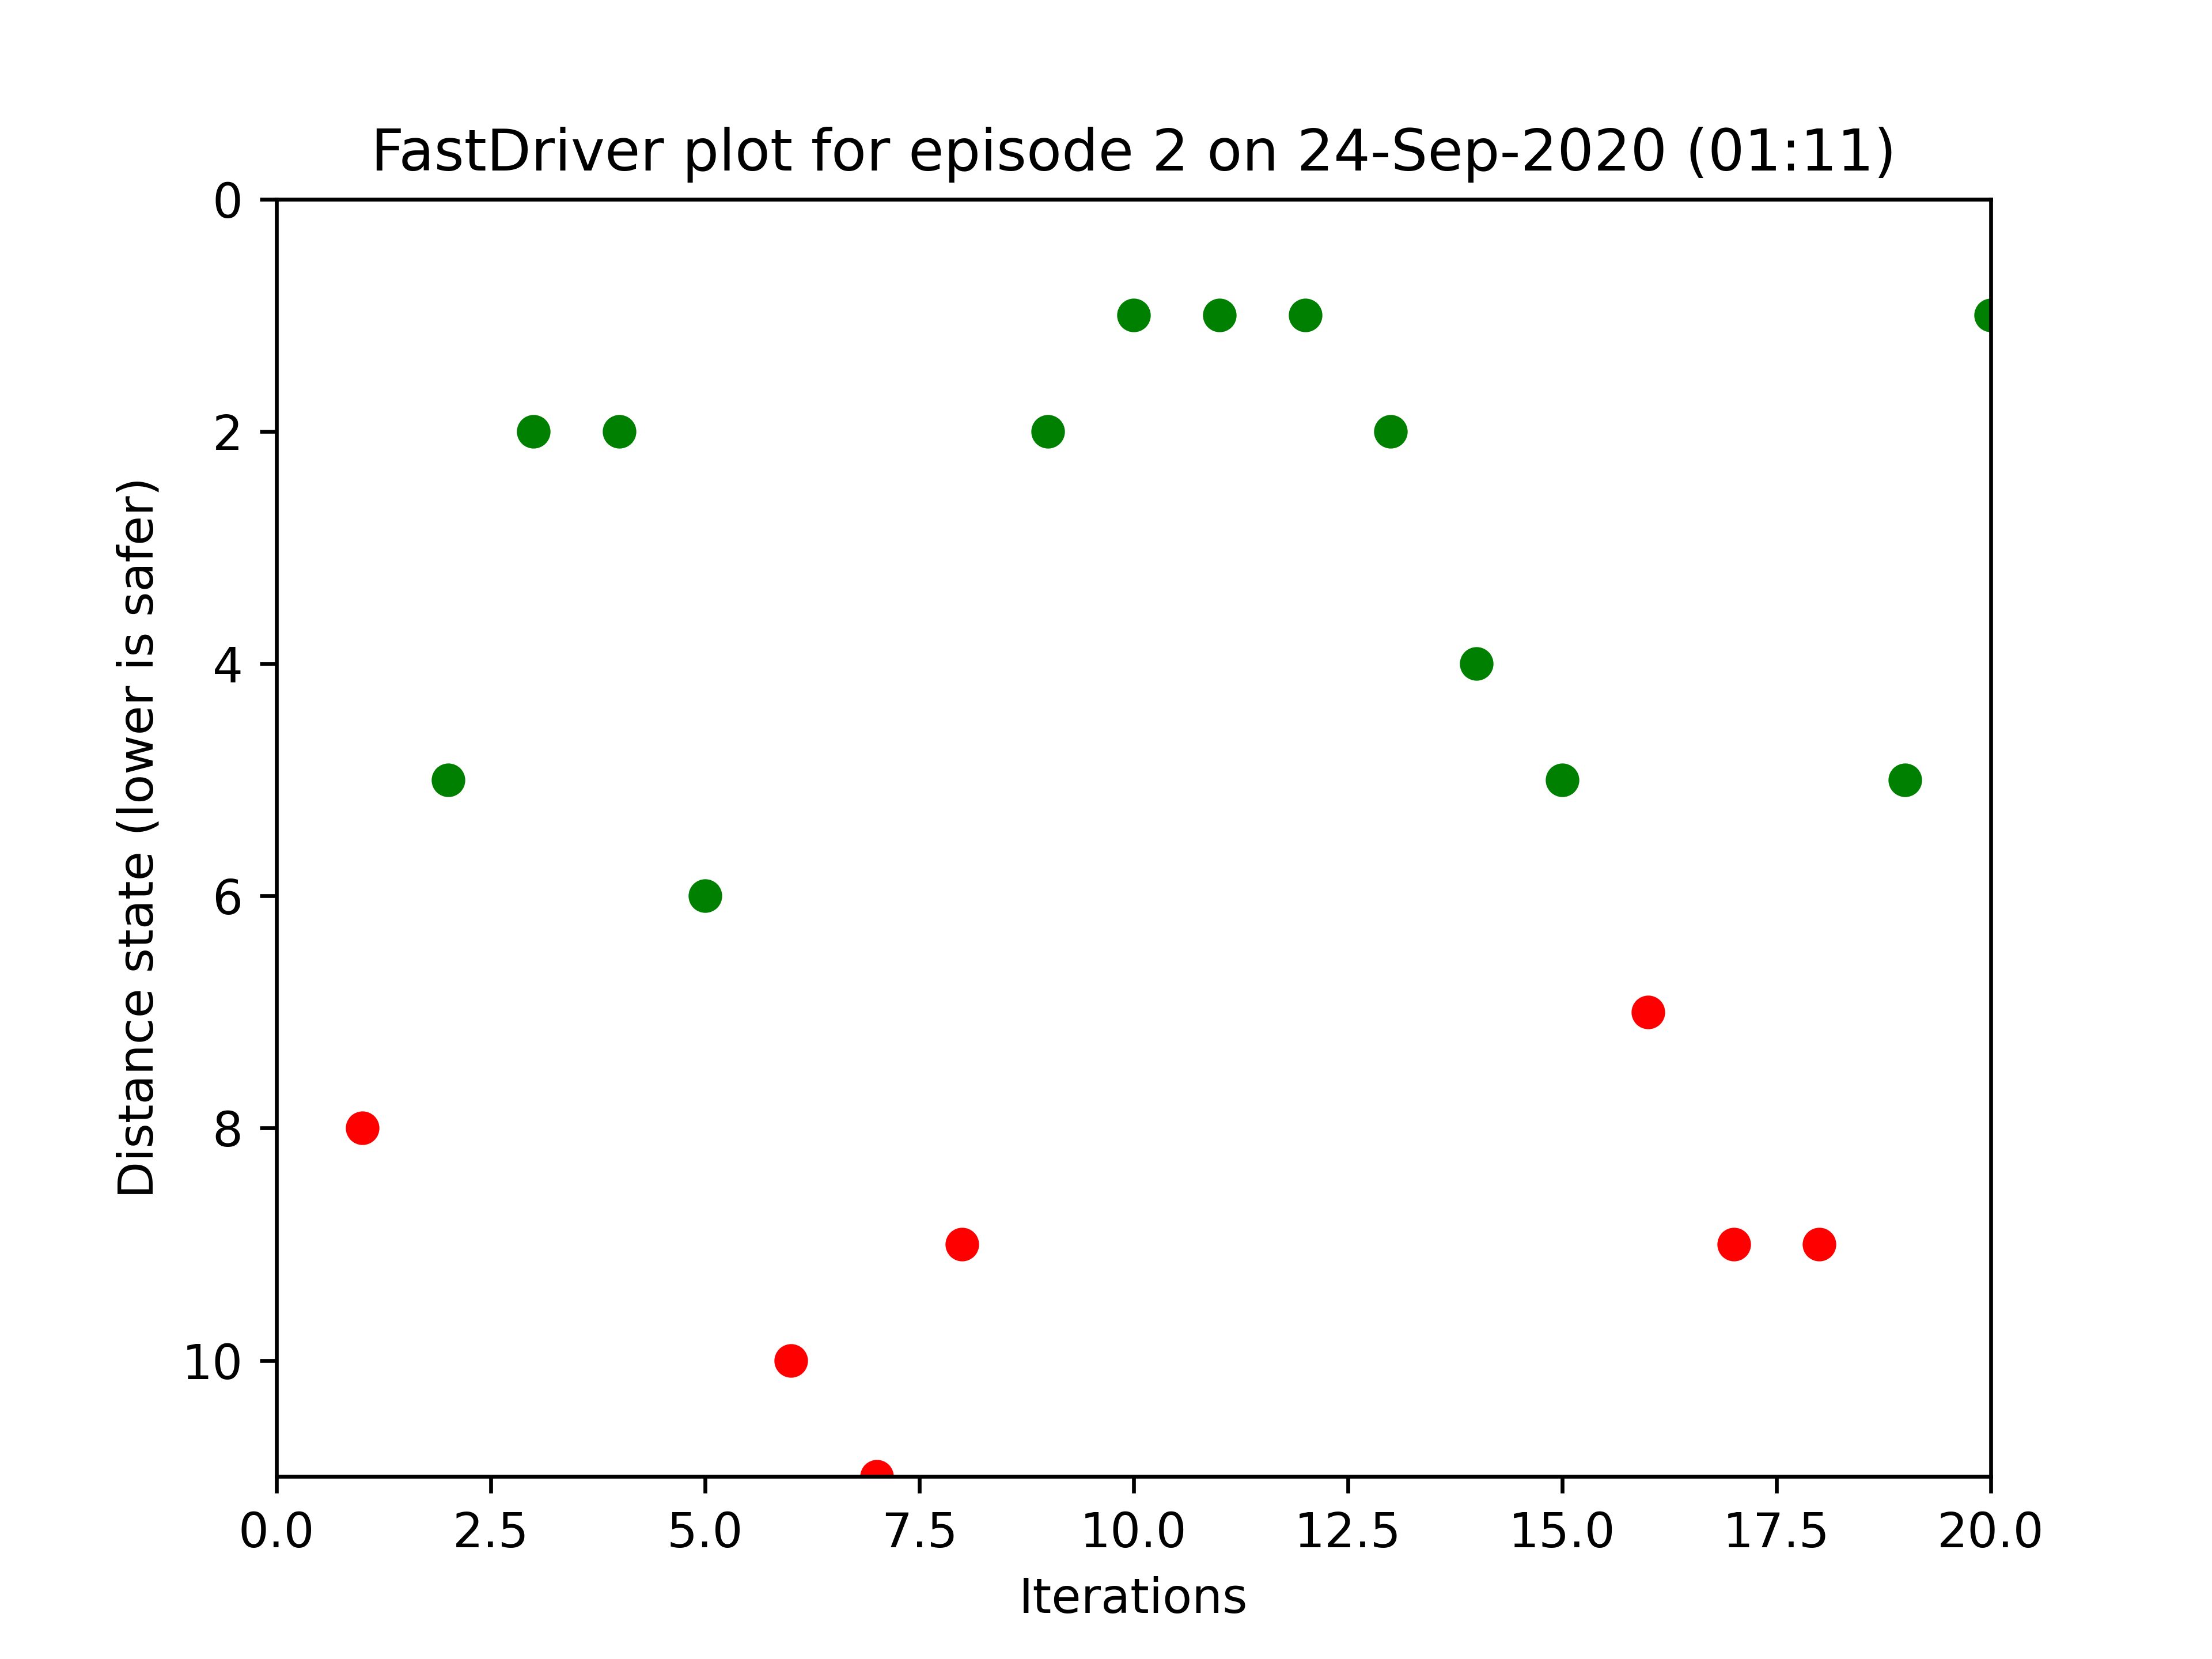 FastDriver plot for episode 2 on 24-Sep-2020 (01:11)
0
2
4
6
8
10
Distance state (lower is safer)
0.0 2.5 5.0 7.5 10.0 12.5 15.0 17.5 20.0
Iterations